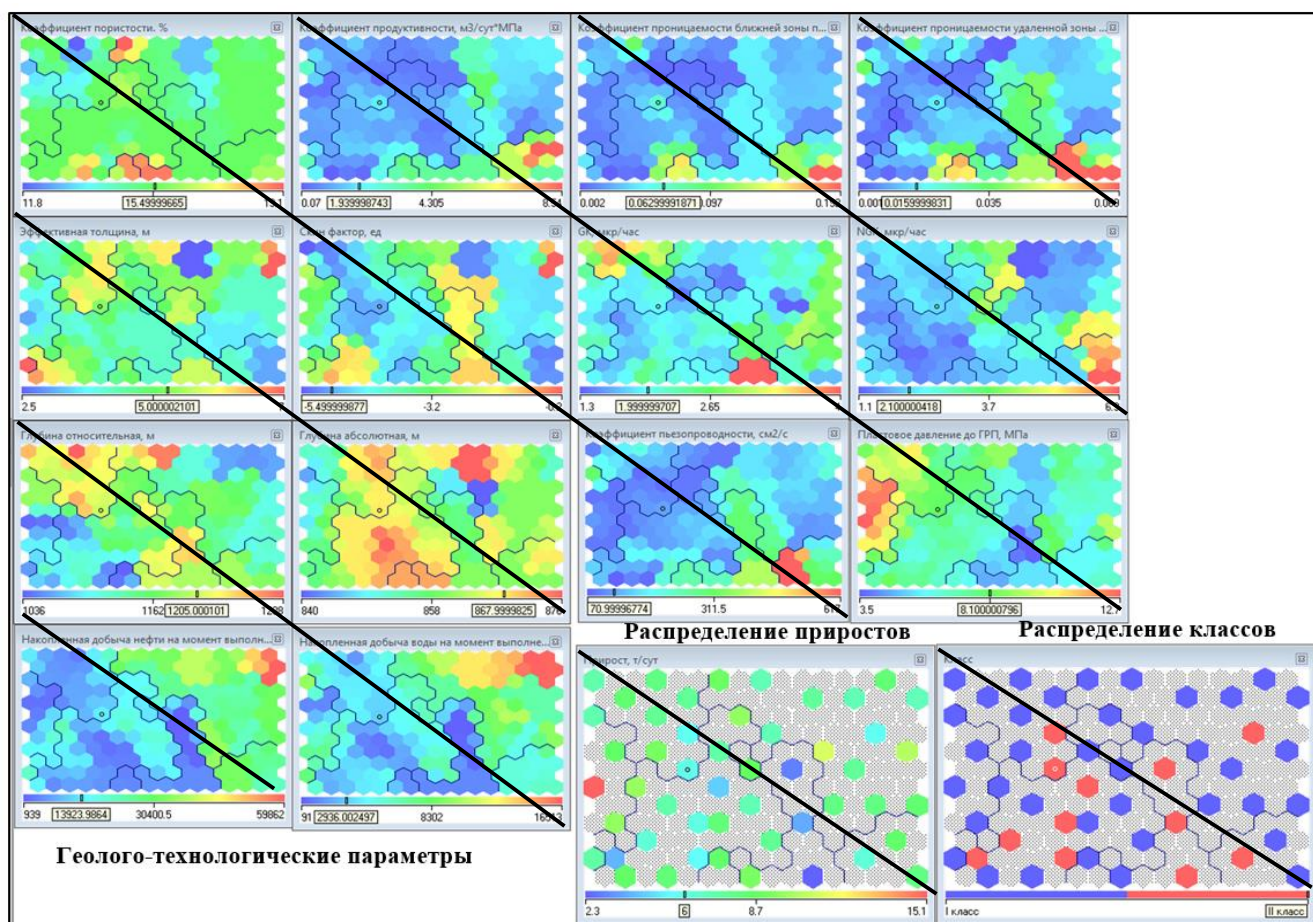 Коэффициент пористости. %
Коэффициент продуктивности, м3/сут*МПа
Коэффициент проницаемости ближней зоны п...
Коэффициент проницаемости удаленной зоны ...
11.8 15.49999665
0.07 1.939998743 4.305
0.002 0.06299991871 0.097
0.0159999831 0.035
Эффективная толщина, м
Скин фактор, ед
GK, мкр/час
NGK, мкр/час
2.5 5.000002101
-5.499999877 -3.2
1.3 1.999999707 2.65
1.1 2.100000418 3.7
Глубина относительная, м
Глубина абсолютная, м
Коэффициент пьезопроводности, см2/с
Пластовое давление до ГРП, МПа
1036 1162 1205.000101
840 858 867.9999825
70.99996774 311.5
3.5 8.100000796 12.7
Накопленная добыча нефти на момент выполн...
Накопленная добыча воды на момент выполне...
939 13923.9864 30400.5 59862
91 2936.002497 8302
Распределение приростов
Распределение классов
Прирост, т/сут
Класс
2.3 6 8.7 15.1
I класс II класс
Геолого-технологические параметры